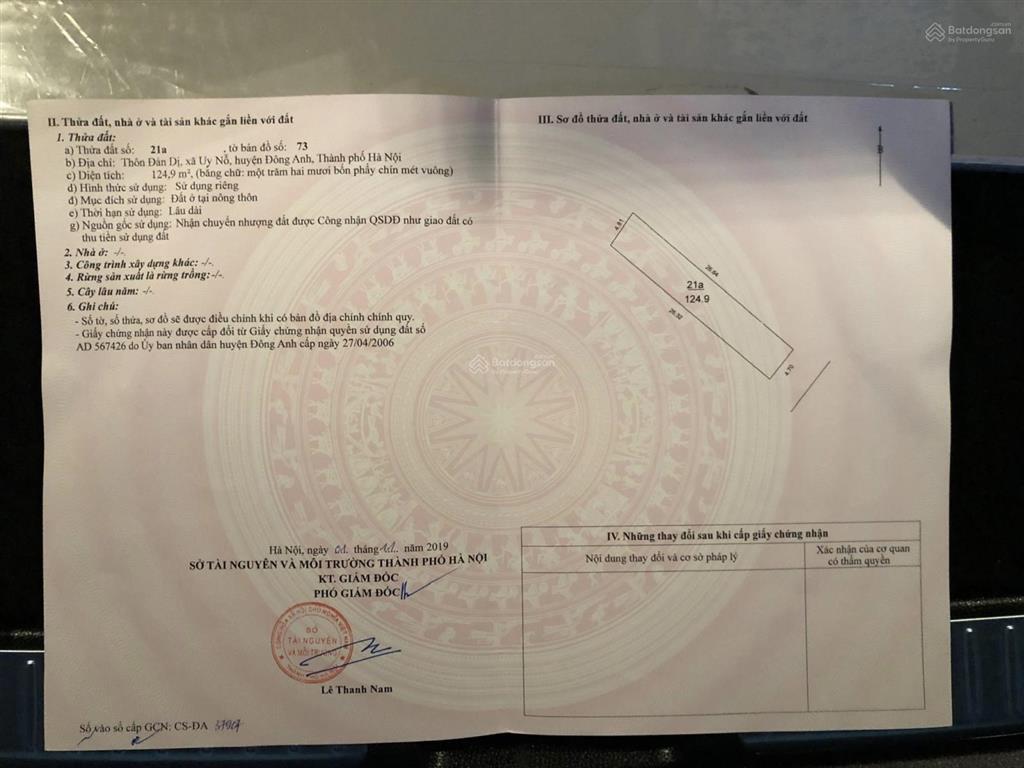 Batdongsan
by PropertyGuru
II. Thửa đất, nhà ở và tài sản khác gắn liền với đất
1. Thửa đất:
a) Thửa đất số: 21a , tờ bản đồ số: 73
b) Địa chỉ: Thôn Đản Dị, xã Uy Nỗ, huyện Đông Anh, Thành phố Hà Nội
c) Diện tích: 124,9 m², (bằng chữ: một trăm hai mươi bốn phẩy chín mét vuông)
d) Hình thức sử dụng: Sử dụng riêng
đ) Mục đích sử dụng: Đất ở tại nông thôn
e) Thời hạn sử dụng: Lâu dài
g) Nguồn gốc sử dụng: Nhận chuyển nhượng đất được Công nhận QSDĐ như giao đất có
thu tiền sử dụng đất
2. Nhà ở: -/-
3. Công trình xây dựng khác: -/-
4. Rừng sản xuất là rừng trồng:-/-
5. Cây lâu năm: -/-
6. Ghi chú:
- Số tờ, số thửa, sơ đồ sẽ được điều chỉnh khi có bản đồ địa chính chính quy.
- Giấy chứng nhận này được cấp đổi từ Giấy chứng nhận quyền sử dụng đất số
AD 567426 do Ủy ban nhân dân huyện Đông Anh cấp ngày 27/04/2006
Hà Nội, ngày tháng năm 2019
SỞ TÀI NGUYÊN VÀ MÔI TRƯỜNG THÀNH PHỐ HÀ NỘI
KT. GIÁM ĐỐC
PHÓ GIÁM ĐỐC
SỞ
TÀI NGUYÊN
VÀ MÔI TRƯỜNG
Lê Thanh Nam
Số vào sổ cấp GCN: CS-ĐA
III. Sơ đồ thửa đất, nhà ở và tài sản khác gắn liền với đất
B
4.81
26.64
21a
124.9
26.32
4.70
Batdongsan
by PropertyGuru
IV. Những thay đổi sau khi cấp giấy chứng nhận
Nội dung thay đổi và cơ sở pháp lý
Xác nhận của cơ quan
có thẩm quyền